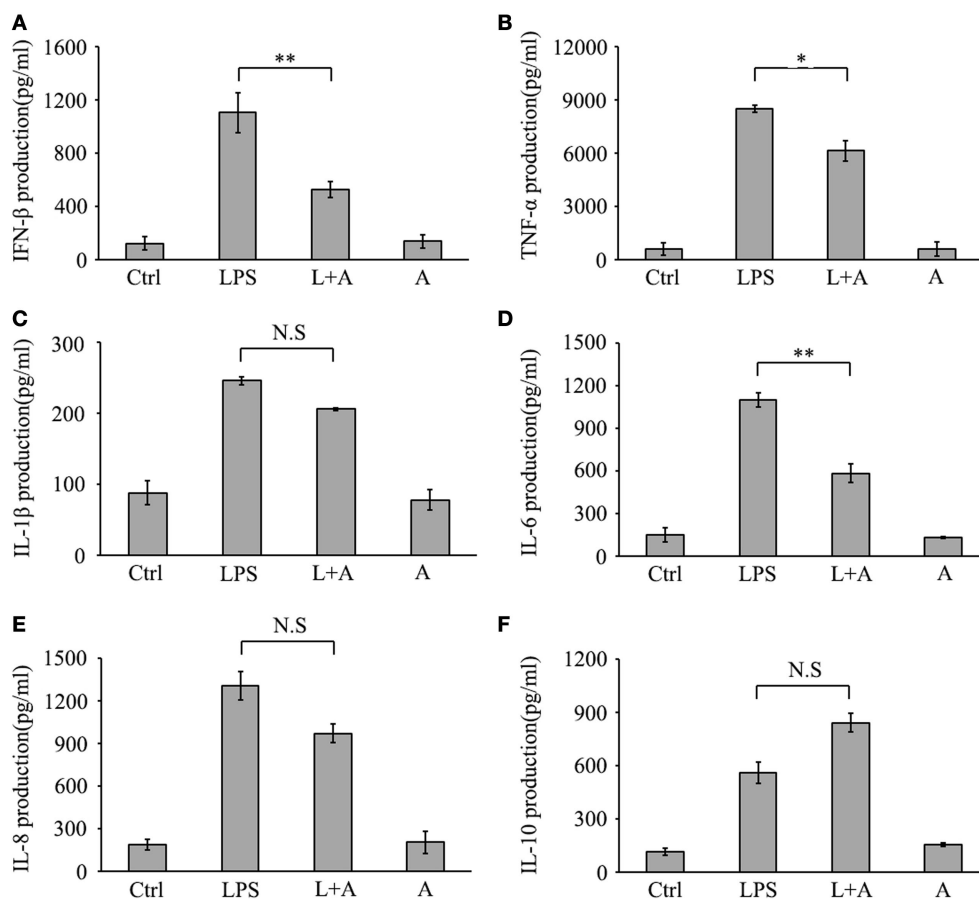 A
IFN-β production(pg/ml)
1600
1200
800
400
0
**
Ctrl LPS L+A A
B
TNF-α production(pg/ml)
12000
9000
6000
3000
0
*
Ctrl LPS L+A A
C
IL-1β production(pg/ml)
300
200
100
0
N.S
Ctrl LPS L+A A
D
IL-6 production(pg/ml)
1500
1200
900
600
300
0
**
Ctrl LPS L+A A
E
IL-8 production(pg/ml)
1500
1200
900
600
300
0
N.S
Ctrl LPS L+A A
F
IL-10 production(pg/ml)
1200
900
600
300
0
N.S
Ctrl LPS L+A A